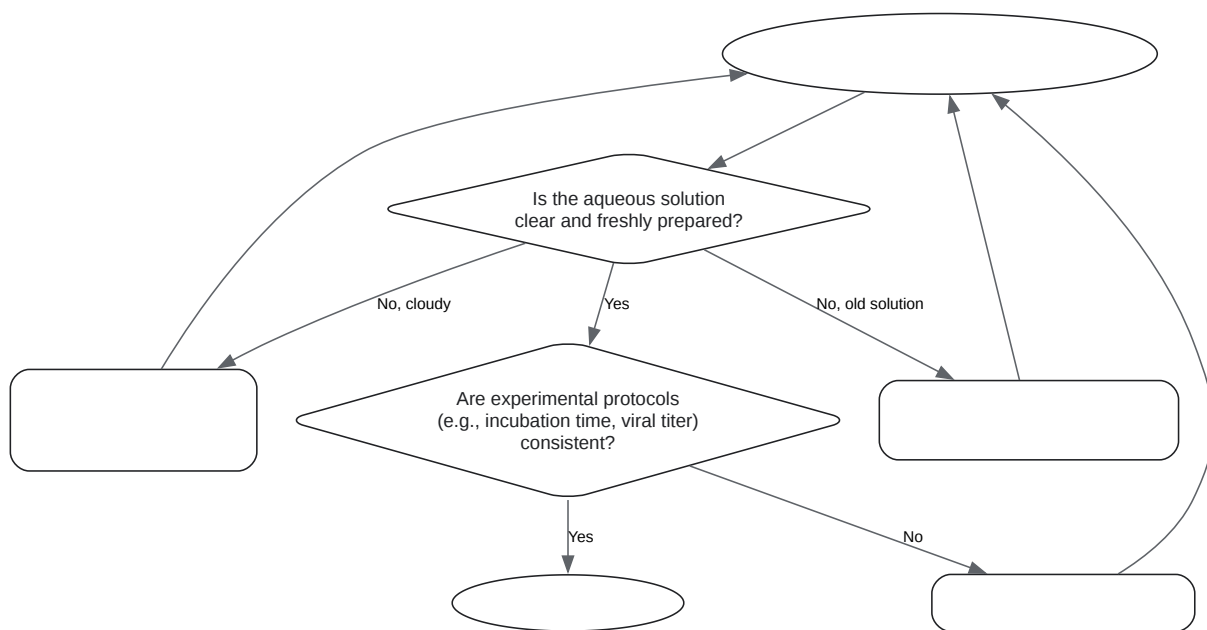 Is the aqueous solution
clear and freshly prepared?
No, cloudy
Yes
No, old solution
Are experimental protocols
(e.g., incubation time, viral titer)
consistent?
Yes
No